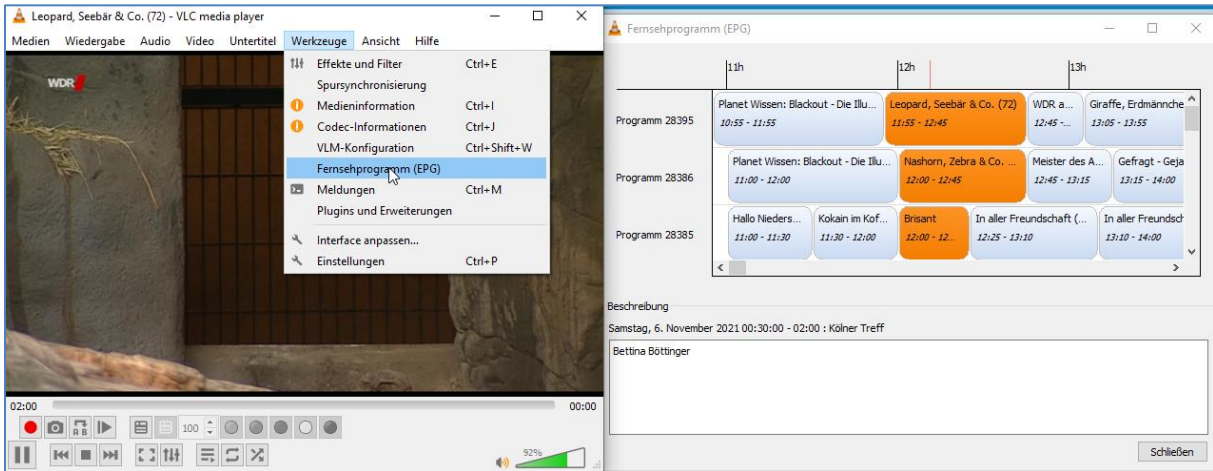 Leopard, Seebär & Co. (72) - VLC media player
Medien Wiedergabe Audio Video Untertitel Werkzeuge Ansicht Hilfe
WDR
Effekte und Filter Ctrl+E
Spursynchronisierung
Medieninformation Ctrl+I
Codec-Informationen Ctrl+J
VLM-Konfiguration Ctrl+Shift+W
Fernsehprogramm (EPG)
Meldungen Ctrl+M
Plugins und Erweiterungen
Interface anpassen...
Einstellungen Ctrl+P
02:00 00:00
A B 100
92%
Fernsehprogramm (EPG)
11h 12h 13h
Programm 28395
Planet Wissen: Blackout - Die Illu... Leopard, Seebär & Co. (72) WDR a... Giraffe, Erdmännche
10:55 - 11:55 11:55 - 12:45 12:45 -... 13:05 - 13:55
Programm 28386
Planet Wissen: Blackout - Die Illu... Nashorn, Zebra & Co. ... Meister des A... Gefragt - Geja
11:00 - 12:00 12:00 - 12:45 12:45 - 13:15 13:15 - 14:00
Programm 28385
Hallo Nieders... Kokain im Kof... Brisant In aller Freundschaft (... In aller Freundsch
11:00 - 11:30 11:30 - 12:00 12:00 - 12... 12:25 - 13:10 13:10 - 14:00
Beschreibung
Samstag, 6. November 2021 00:30:00 - 02:00 : Kölner Treff
Bettina Böttinger
Schließen